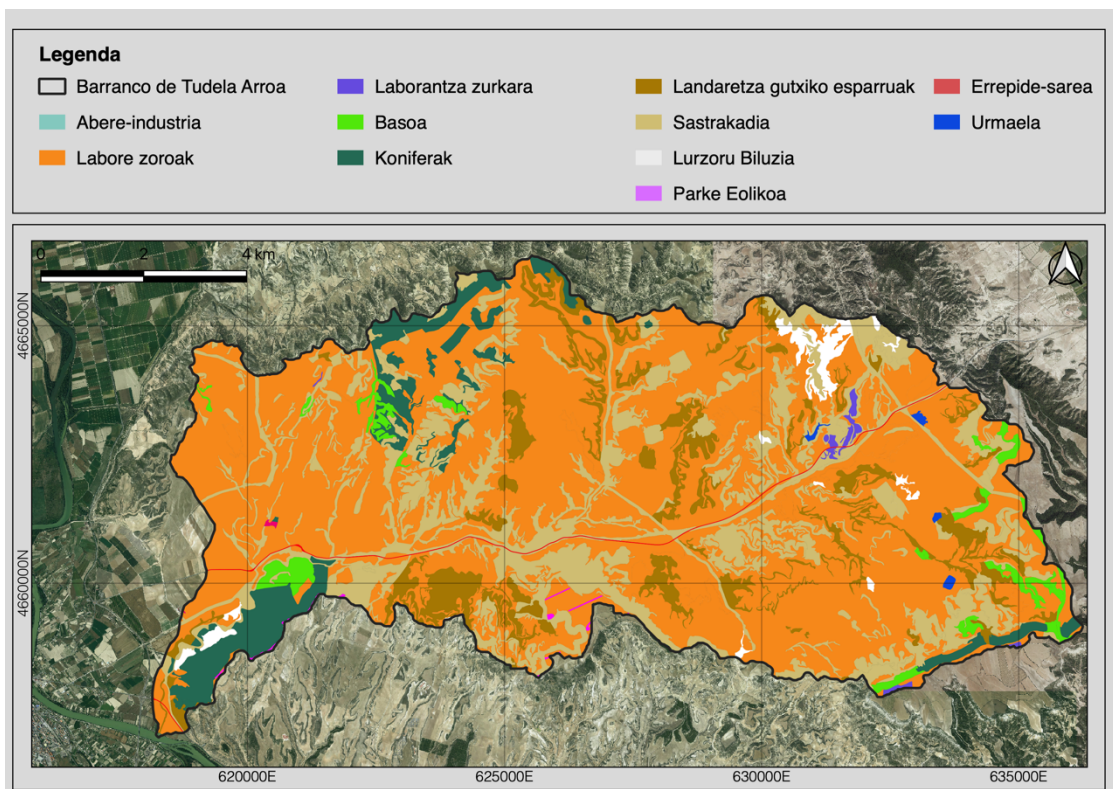 Legenda
Barranco de Tudela Arroa
Laborantza zurkara
Landaretza gutxiko esparruak
Errepide-sarea
Abere-industria
Basoa
Sastrakadia
Urmaela
Labore zoroak
Koniferak
Lurzoru Biluzia
Parke Eolikoa
0 2 4 km
4665000N
4660000N
620000E 625000E 630000E 635000E